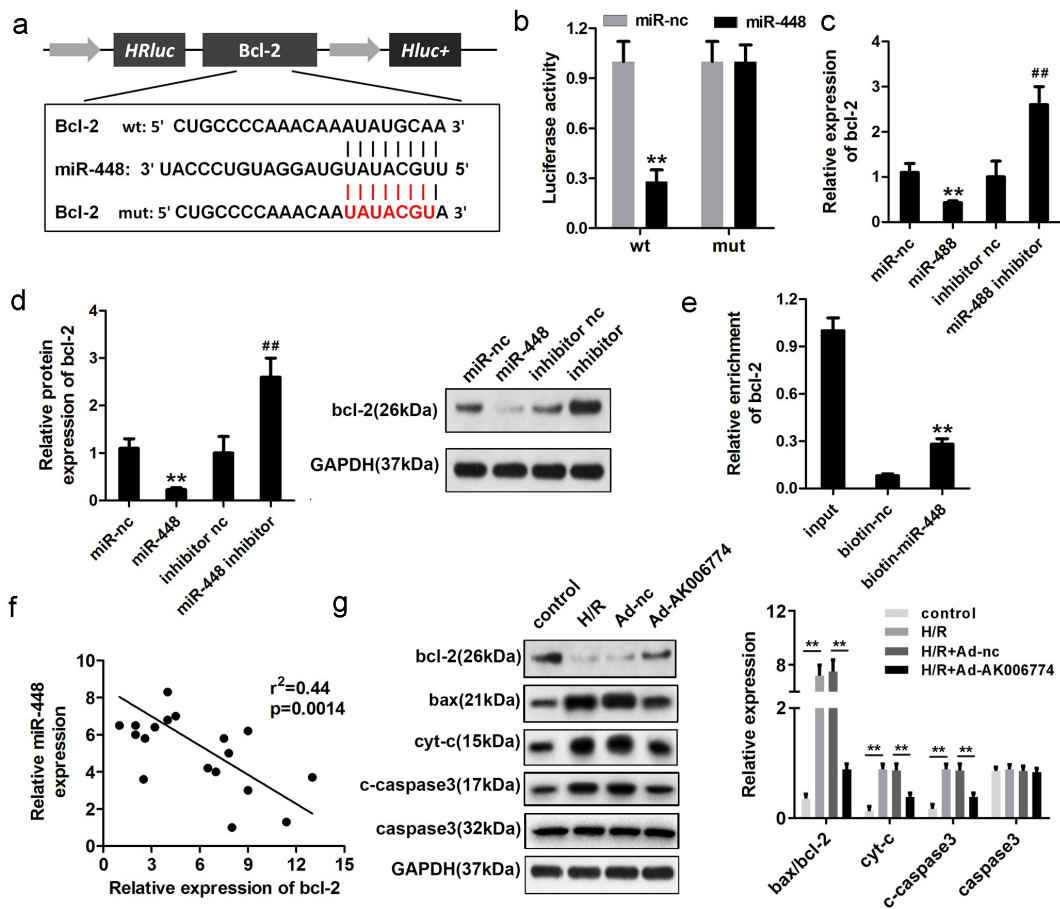 a
HRluc
Bcl-2
Hluc+
Bcl-2 wt: 5' CUGCCCCAAACAAAUAUGCAA 3'
miR-448: 3' UACCCUGUAGGAUGUAUACGUU 5'
Bcl-2 mut: 5' CUGCCCCAAACAAUAUACGUA 3'
b
miR-nc
miR-448
Luciferase activity
1.2
0.9
0.6
0.3
0.0
**
wt
mut
c
Relative expression
of bcl-2
4
3
2
1
0
**
##
miR-nc
miR-488
inhibitor nc
miR-488 inhibitor
d
Relative protein
expression of bcl-2
4
3
2
1
0
**
##
miR-nc
miR-448
inhibitor nc
miR-448 inhibitor
miR-nc
miR-448
inhibitor nc
inhibitor
bcl-2(26kDa)
GAPDH(37kDa)
e
Relative enrichment
of bcl-2
1.2
0.9
0.6
0.3
0.0
**
input
biotin-nc
biotin-miR-448
f
Relative miR-448
expression
10
8
6
4
2
0
r²=0.44
p=0.0014
0
3
6
9
12
15
Relative expression of bcl-2
g
control
H/R
Ad-nc
Ad-AK006774
bcl-2(26kDa)
bax(21kDa)
cyt-c(15kDa)
c-caspase3(17kDa)
caspase3(32kDa)
GAPDH(37kDa)
Relative expression
12
8
2
0
control
H/R
H/R+Ad-nc
H/R+Ad-AK006774
** **
** **
** **
bax/bcl-2
cyt-c
c-caspase3
caspase3